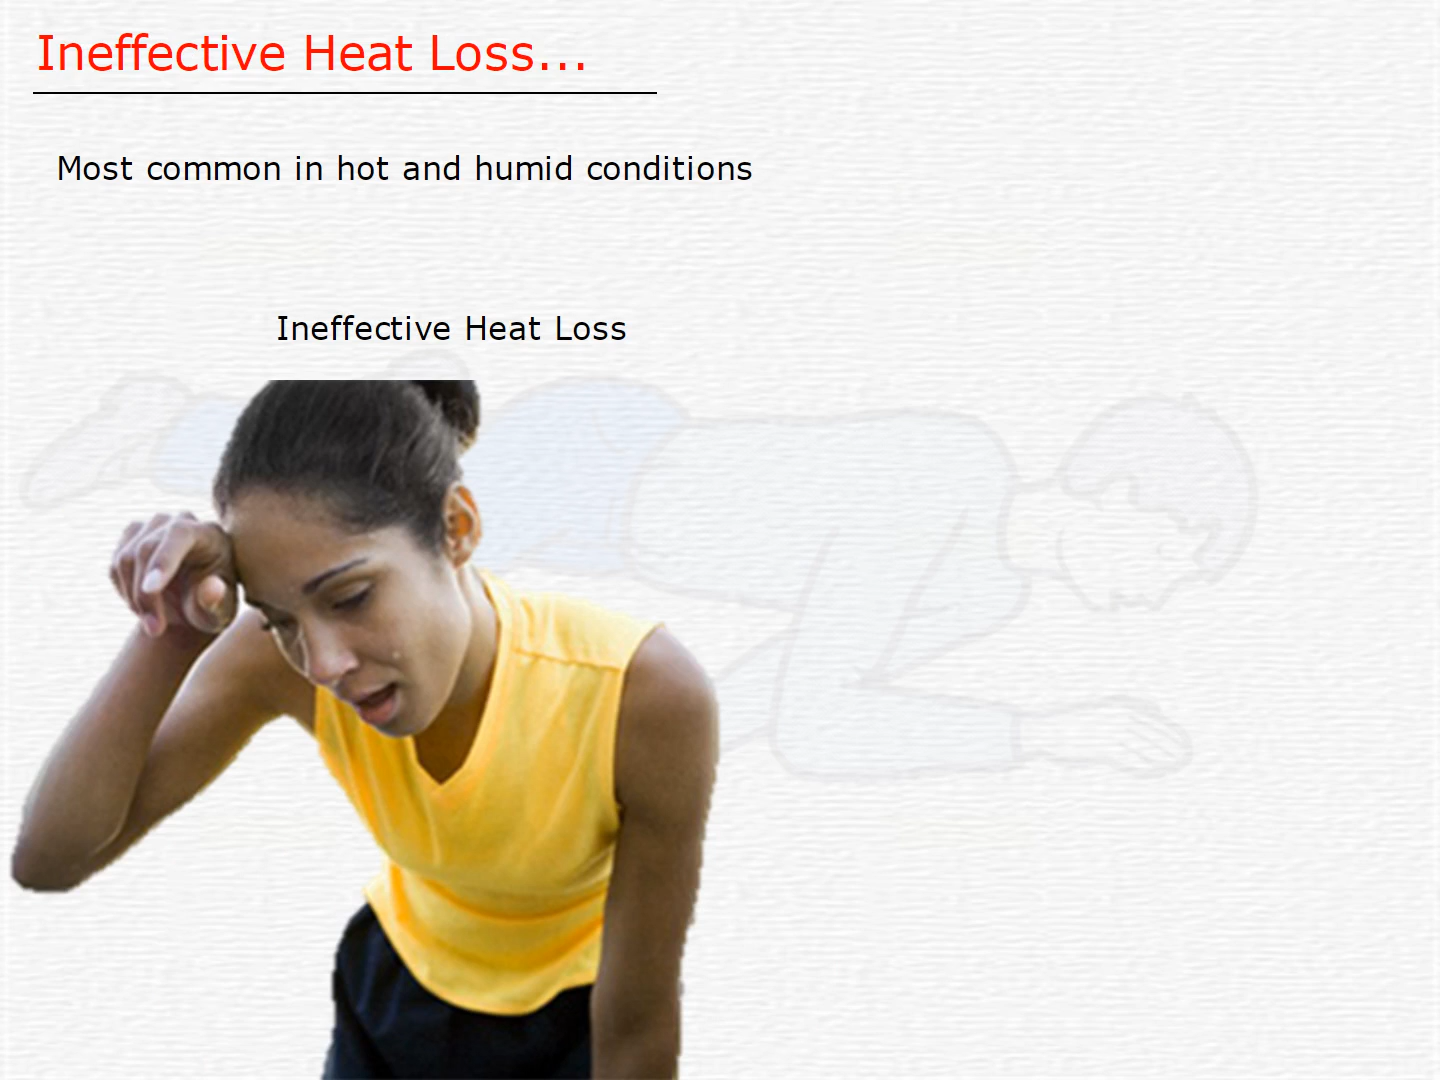 Ineffective Heat Loss...
Most common in hot and humid conditions
Ineffective Heat Loss